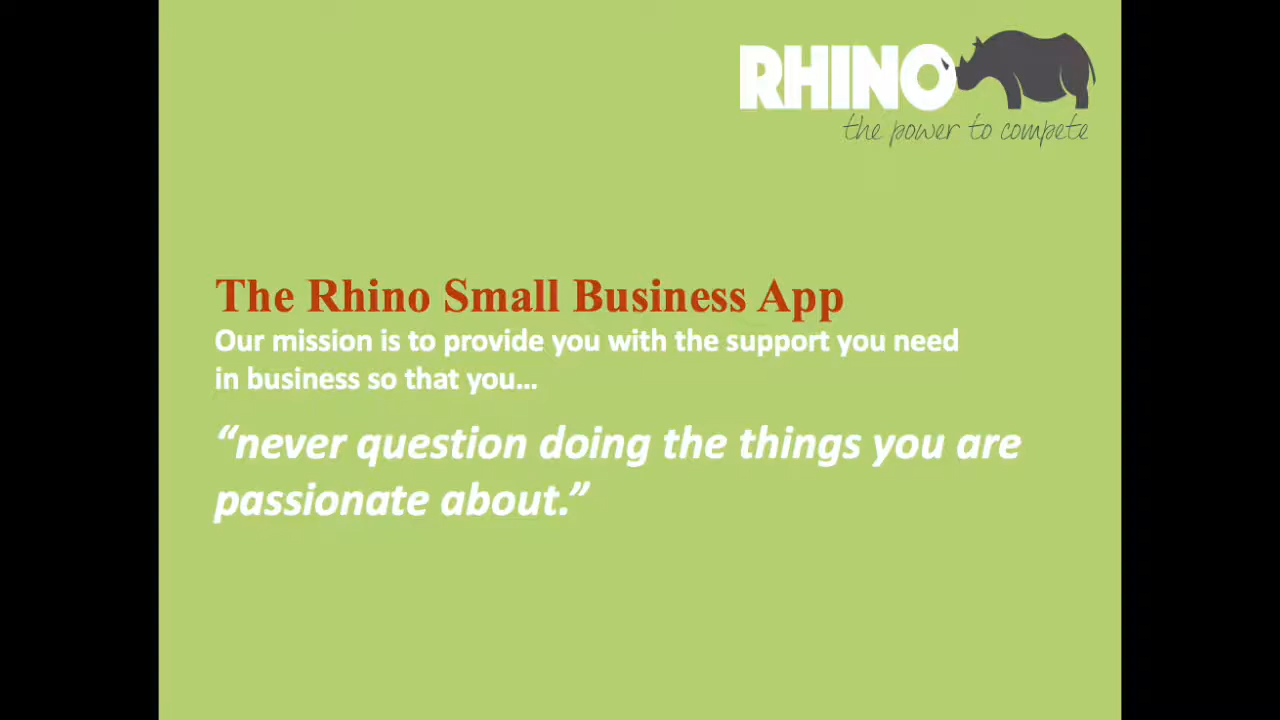 RHINO
the power to compete
The Rhino Small Business App
Our mission is to provide you with the support you need
in business so that you...
“never question doing the things you are
passionate about.”